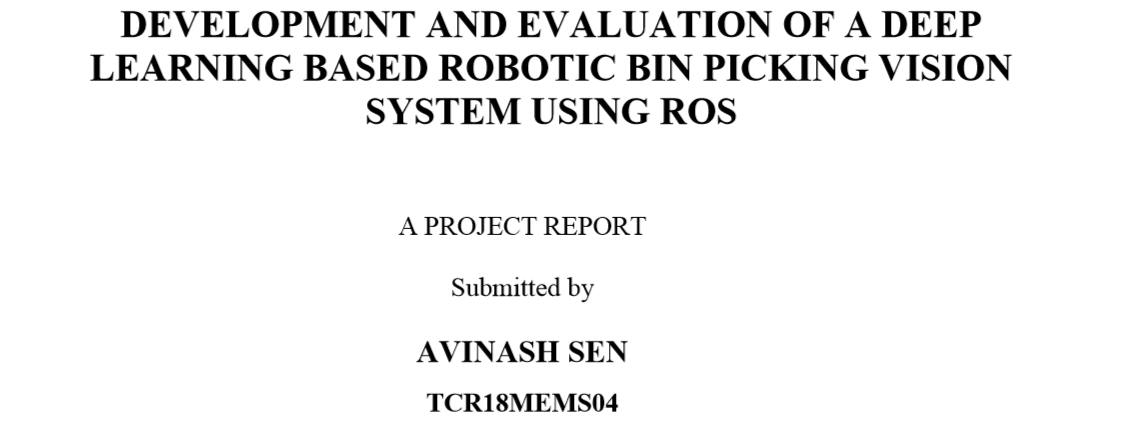 DEVELOPMENT AND EVALUATION OF A DEEP
LEARNING BASED ROBOTIC BIN PICKING VISION
SYSTEM USING ROS
A PROJECT REPORT
Submitted by
AVINASH SEN
TCR18MEMS04